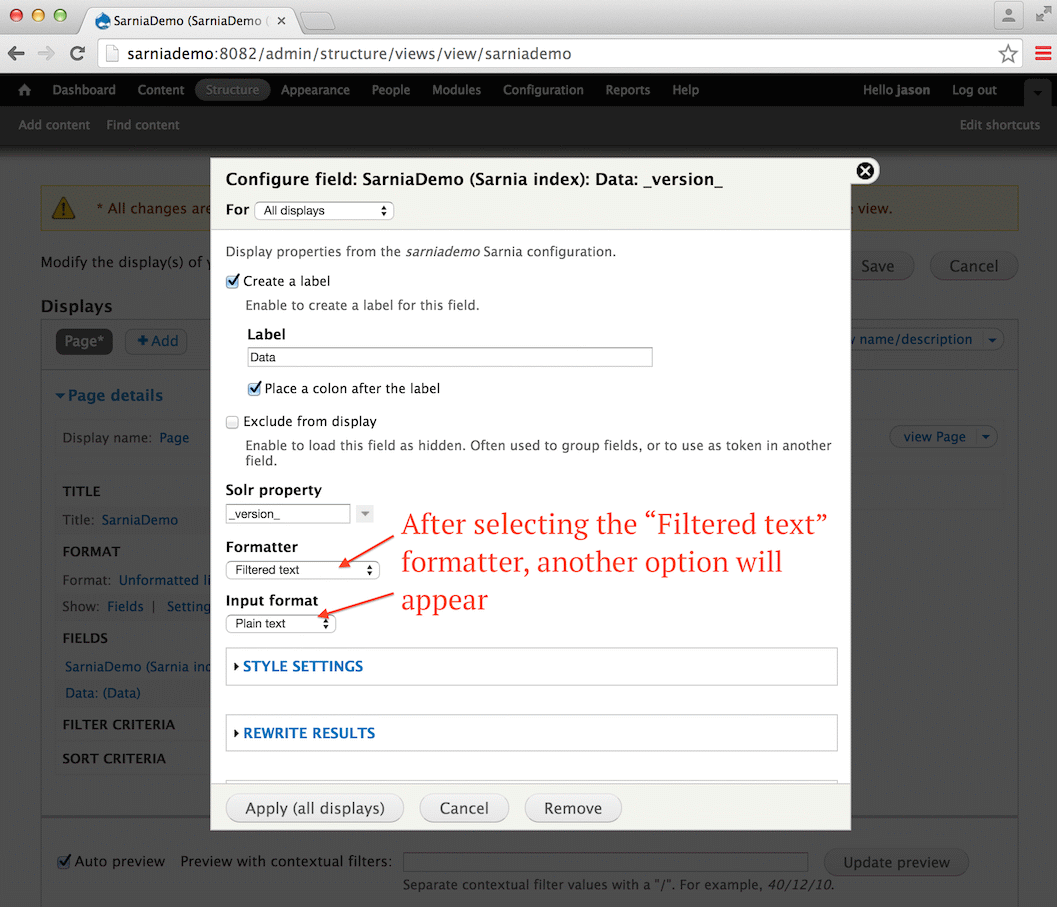 SarniaDemo (SarniaDemo (
sarniademo:8082/admin/structure/views/view/sarniademo
Dashboard Content Structure Appearance People Modules Configuration Reports Help Hello jason Log out
Add content Find content Edit shortcuts
Configure field: SarniaDemo (Sarnia index): Data: _version_
For All displays
* All changes are
e view.
Modify the display(s) of y
Save Cancel
Displays
Page* + Add
name/description
Page details
Display name: Page
view Page
TITLE
Title: SarniaDemo
FORMAT
Format: Unformatted li
Show: Fields | Setting
FIELDS
SarniaDemo (Sarnia ind
Data: (Data)
FILTER CRITERIA
SORT CRITERIA
Display properties from the sarniademo Sarnia configuration.
Create a label
Enable to create a label for this field.
Label
Data
Place a colon after the label
Exclude from display
Enable to load this field as hidden. Often used to group fields, or to use as token in another
field.
Solr property
_version_
Formatter
Filtered text
Input format
Plain text
After selecting the “Filtered text”
formatter, another option will
appear
STYLE SETTINGS
REWRITE RESULTS
Apply (all displays) Cancel Remove
Auto preview Preview with contextual filters: Update preview
Separate contextual filter values with a "/". For example, 40/12/10.